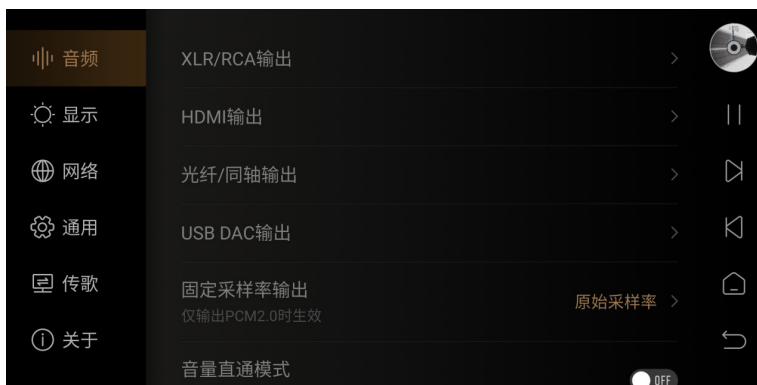 音频
显示
网络
通用
传歌
关于
XLR/RCA输出
HDMI输出
光纤/同轴输出
USB DAC输出
固定采样率输出
仅输出PCM2.0时生效
原始采样率
音量直通模式
OFF